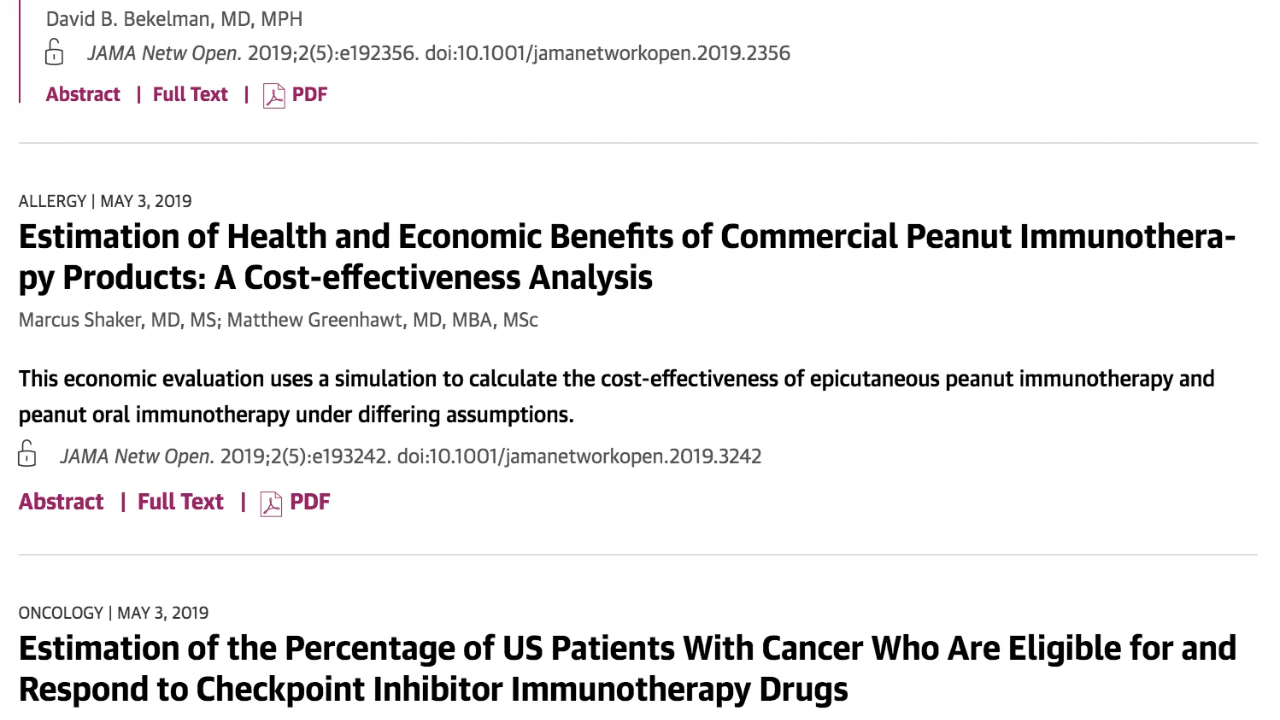 David B. Bekelman, MD, MPH
JAMA Netw Open. 2019;2(5):e192356. doi:10.1001/jamanetworkopen.2019.2356
Abstract | Full Text | PDF
ALLERGY | MAY 3, 2019
Estimation of Health and Economic Benefits of Commercial Peanut Immunothera-
py Products: A Cost-effectiveness Analysis
Marcus Shaker, MD, MS; Matthew Greenhawt, MD, MBA, MSc
This economic evaluation uses a simulation to calculate the cost-effectiveness of epicutaneous peanut immunotherapy and
peanut oral immunotherapy under differing assumptions.
JAMA Netw Open. 2019;2(5):e193242. doi:10.1001/jamanetworkopen.2019.3242
Abstract | Full Text | PDF
ONCOLOGY | MAY 3, 2019
Estimation of the Percentage of US Patients With Cancer Who Are Eligible for and
Respond to Checkpoint Inhibitor Immunotherapy Drugs